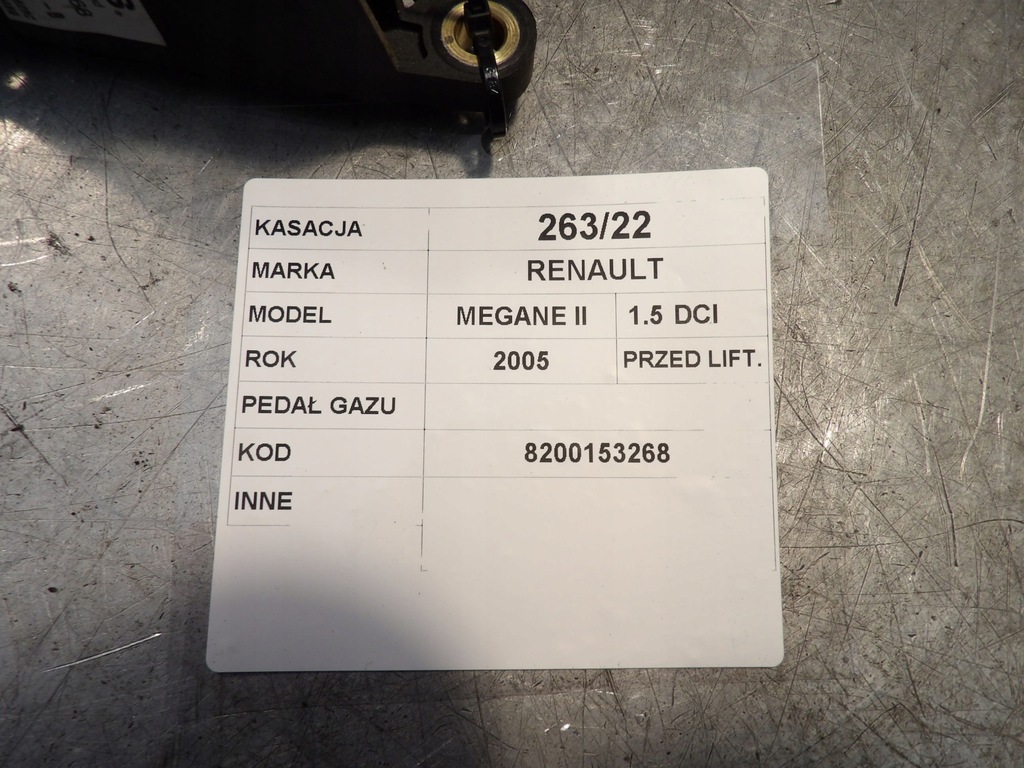 KASACJA 263/22
MARKA RENAULT
MODEL MEGANE II 1.5 DCI
ROK 2005 PRZED LIFT.
PEDAŁ GAZU
KOD 8200153268
INNE